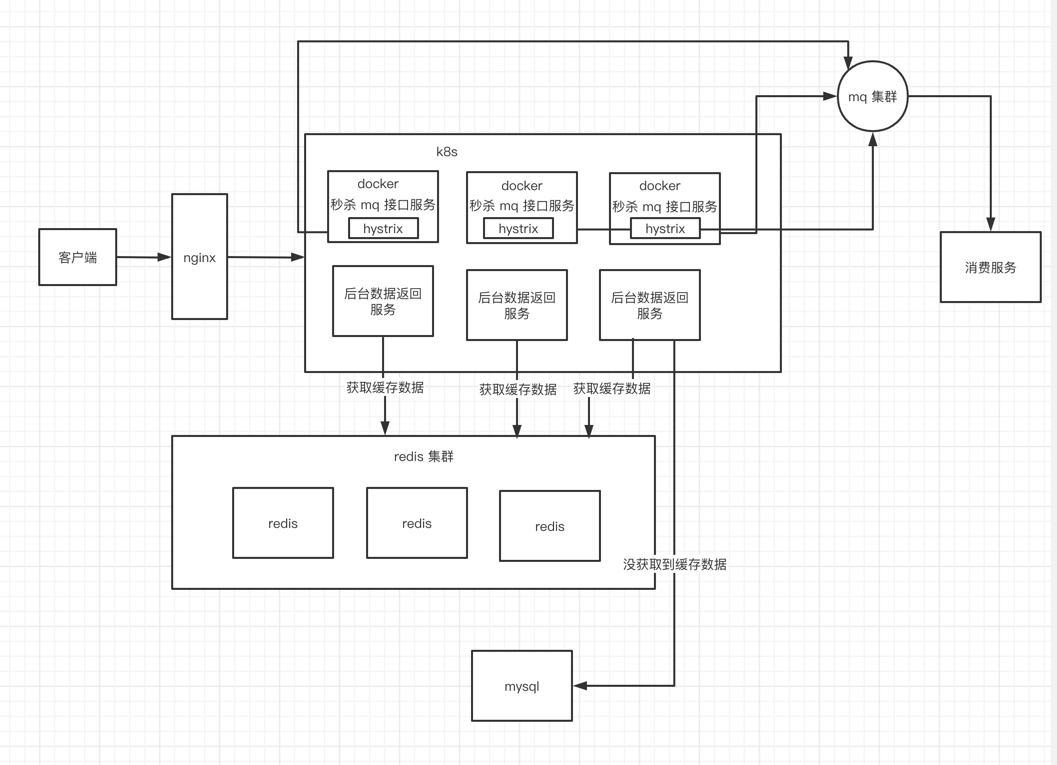 mq 集群
k8s
docker
秒杀 mq 接口服务
hystrix
docker
秒杀 mq 接口服务
hystrix
docker
秒杀 mq 接口服务
hystrix
客户端
nginx
消费服务
后台数据返回
服务
后台数据返回
服务
后台数据返回
服务
获取缓存数据
获取缓存数据
获取缓存数据
redis 集群
redis
redis
redis
没获取到缓存数据
mysql